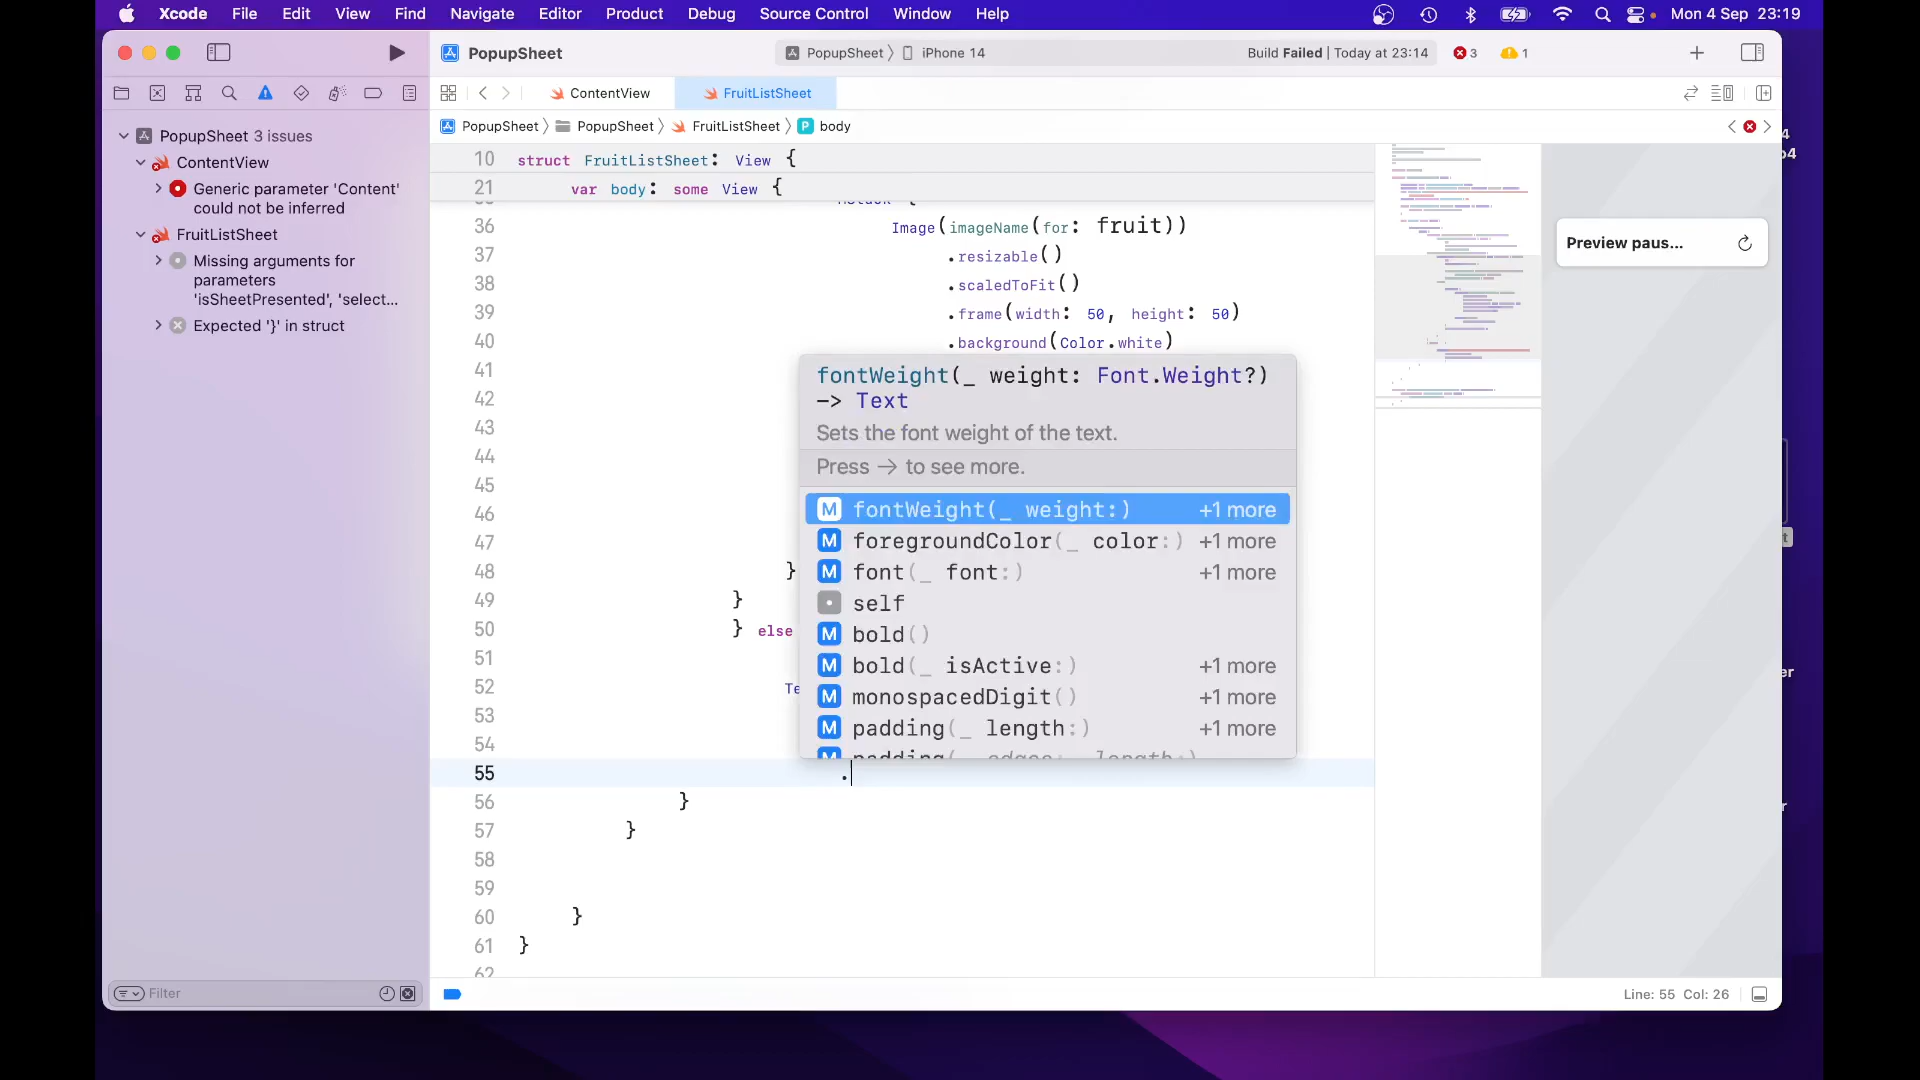 Xcode File Edit View Find Navigate Editor Product Debug Source Control Window Help Mon 4 Sep 23:19
PopupSheet PopupSheet iPhone 14 Build Failed | Today at 23:14 3 1
ContentView FruitListSheet
PopupSheet PopupSheet FruitListSheet P body
PopupSheet 3 issues
ContentView
Generic parameter 'Content'
could not be inferred
FruitListSheet
Missing arguments for
parameters
'isSheetPresented', 'select...
Expected '}' in struct
10 struct FruitListSheet: View {
21 var body: some View {
36 Image(imageName(for: fruit))
37 .resizable()
38 .scaledToFit()
39 .frame(width: 50, height: 50)
40 .background(Color.white)
41
42
43
44
45
46
47
48 }
49 }
50 } else
51
52 Te
53
54
55 .
56 }
57 }
58
59
60 }
61 }
62
fontWeight(_ weight: Font.Weight?)
-> Text
Sets the font weight of the text.
Press → to see more.
M fontWeight(_ weight:) +1 more
M foregroundColor(_ color:) +1 more
M font(_ font:) +1 more
self
M bold()
M bold(_ isActive:) +1 more
M monospacedDigit() +1 more
M padding(_ length:) +1 more
M padding(_ edges: _ length:)
Preview paus...
Filter
Line: 55 Col: 26